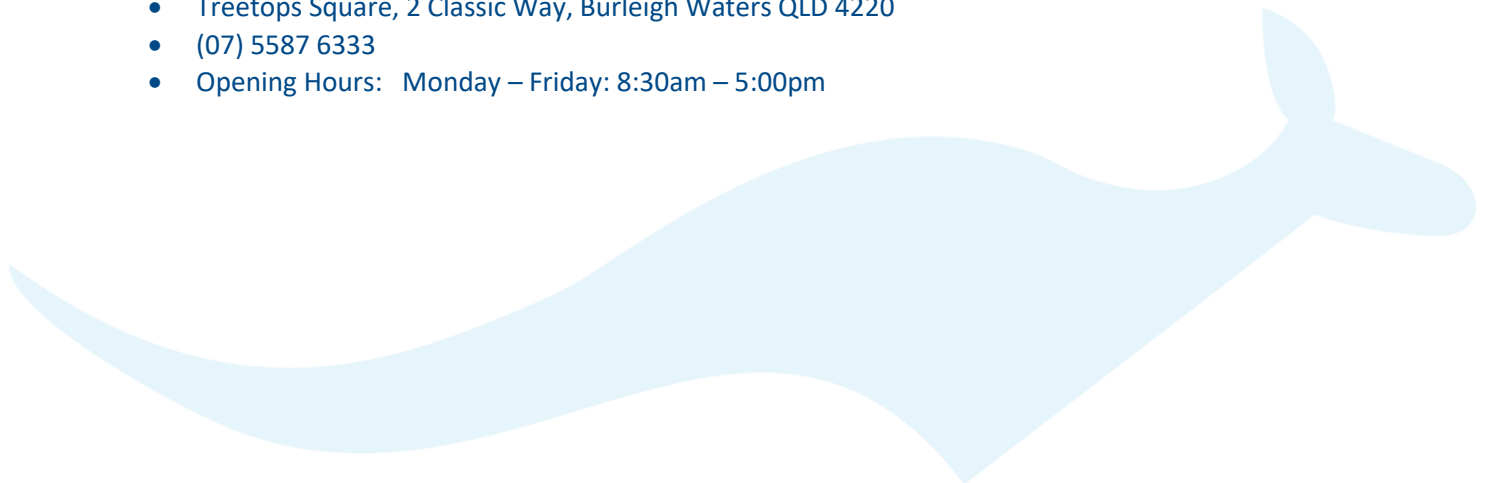 • Treetops Square, 2 Classic Way, Burleigh Waters QLD 4220
• (07) 5587 6333
• Opening Hours: Monday – Friday: 8:30am – 5:00pm